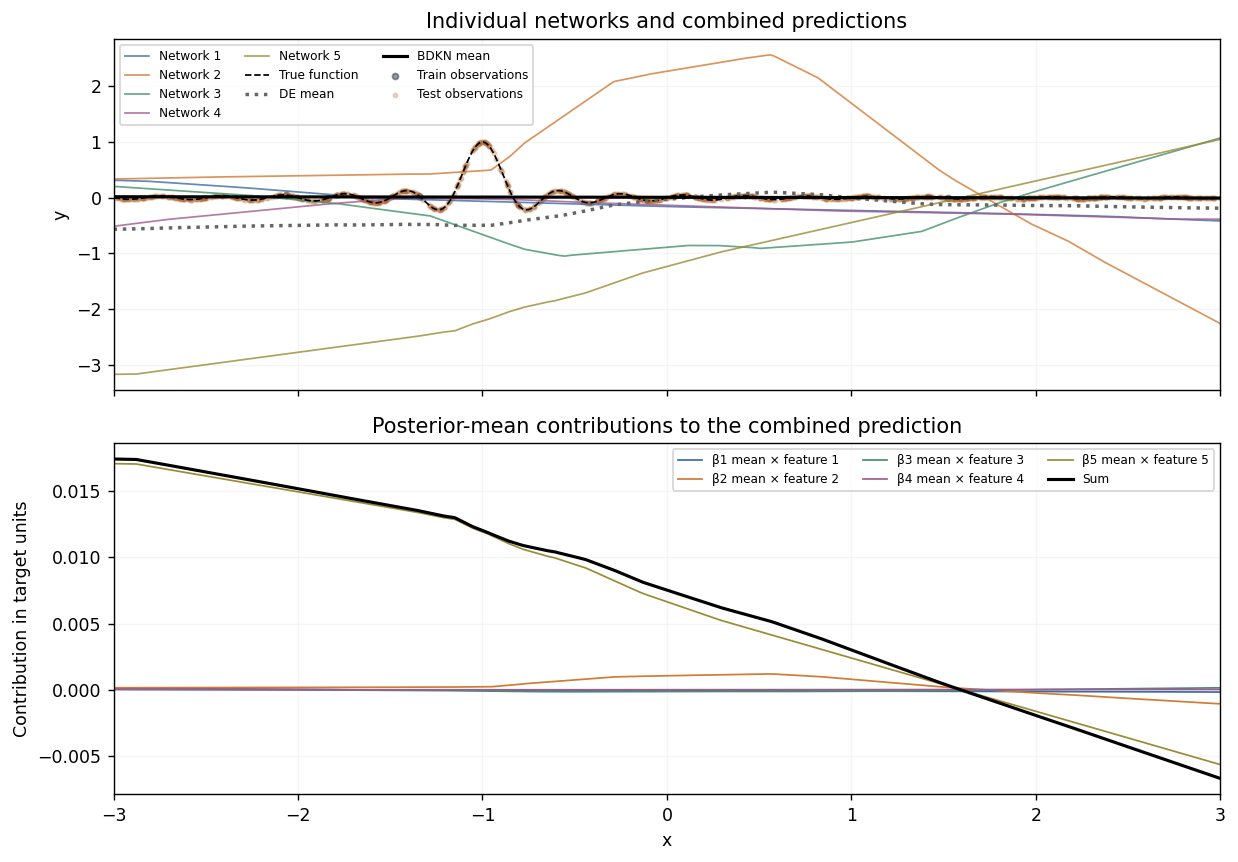 Individual networks and combined predictions
Network 1
Network 2
Network 3
Network 4
Network 5
True function
DE mean
BDKN mean
Train observations
Test observations
y
2
1
0
−1
−2
−3
Posterior-mean contributions to the combined prediction
β1 mean × feature 1
β2 mean × feature 2
β3 mean × feature 3
β4 mean × feature 4
β5 mean × feature 5
Sum
Contribution in target units
0.015
0.010
0.005
0.000
−0.005
−3
−2
−1
0
1
2
3
x